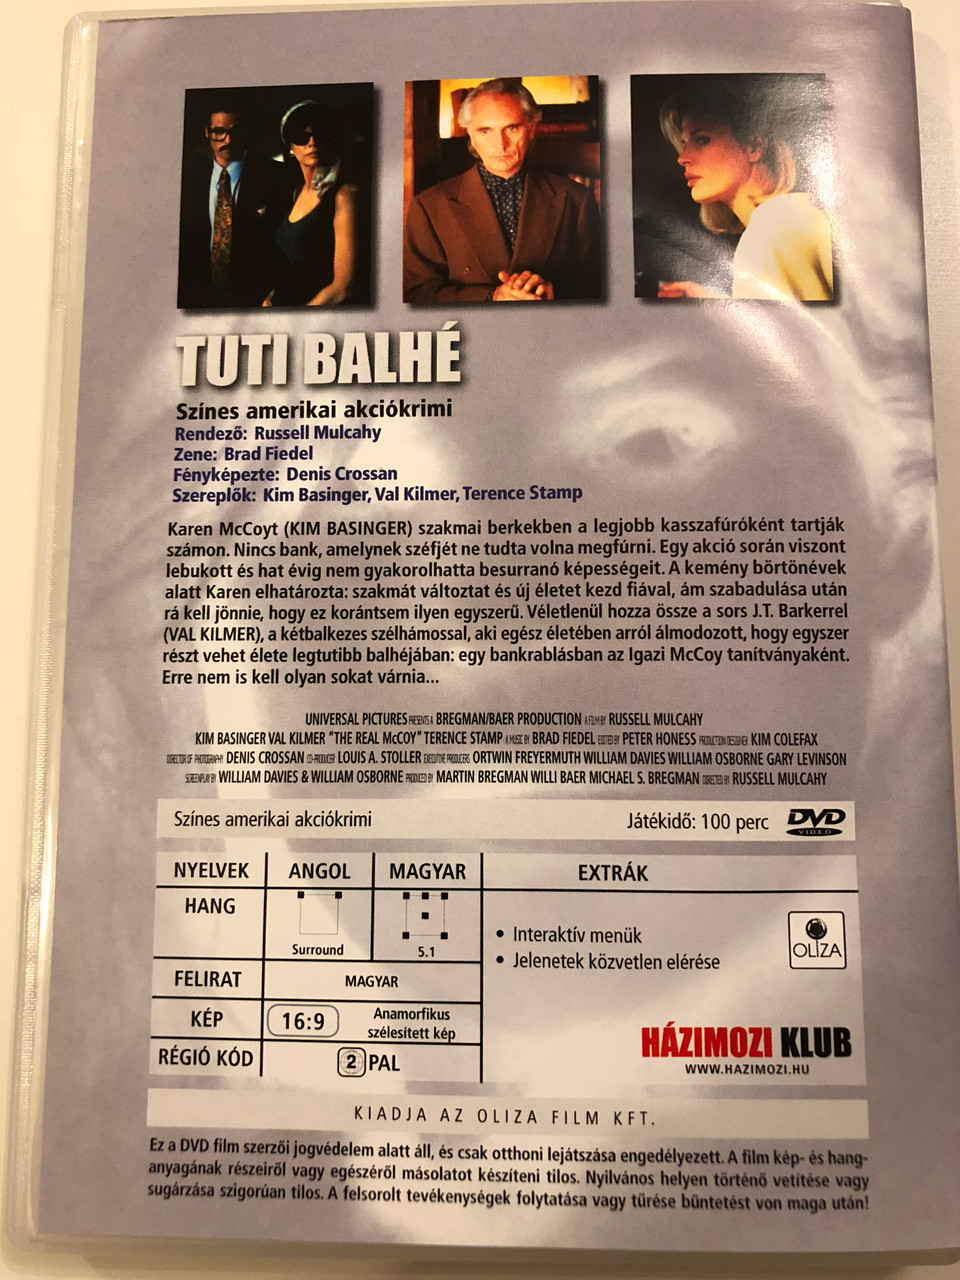 TUTI BALHÉ
Színes amerikai akciókrimi
Rendező: Russell Mulcahy
Zene: Brad Fiedel
Fényképezte: Denis Crossan
Szereplők: Kim Basinger, Val Kilmer, Terence Stamp
Karen McCoyt (KIM BASINGER) szakmai berkekben a legjobb kasszafúróként tartják
számon. Nincs bank, amelynek széfjét ne tudta volna megfúrni. Egy akció során viszont
lebukott és hat évig nem gyakorolhatta besurranó képességeit. A kemény börtönévek
alatt Karen elhatározta: szakmát változtat és új életet kezd fiával, ám szabadulása után
rá kell jönnie, hogy ez korántsem ilyen egyszerű. Véletlenül hozza össze a sors J.T. Barkerrel
(VAL KILMER), a kétbalkezes szélhámossal, aki egész életében arról álmodozott, hogy egyszer
részt vehet élete legtutibb balhéjában: egy bankrablásban az Igazi McCoy tanítványaként.
Erre nem is kell olyan sokat várnia...
UNIVERSAL PICTURES PRESENTS A BREGMAN/BAER PRODUCTION A FILM BY RUSSELL MULCAHY
KIM BASINGER VAL KILMER "THE REAL McCOY" TERENCE STAMP A MUSIC BY BRAD FIEDEL EDITED BY PETER HONESS PRODUCTION DESIGNER KIM COLEFAX
DIRECTOR OF PHOTOGRAPHY DENIS CROSSAN CO-PRODUCER LOUIS A. STOLLER EXECUTIVE PRODUCERS ORTWIN FREYERMUTH WILLIAM DAVIES WILLIAM OSBORNE GARY LEVINSON
SCREENPLAY BY WILLIAM DAVIES & WILLIAM OSBORNE PRODUCED BY MARTIN BREGMAN WILLI BAER MICHAEL S. BREGMAN DIRECTED BY RUSSELL MULCAHY
Színes amerikai akciókrimi Játékidő: 100 perc DVD VIDEO
NYELVEK ANGOL MAGYAR EXTRÁK
HANG Surround 5.1
• Interaktív menük
• Jelenetek közvetlen elérése
OLIZA
FELIRAT MAGYAR
KÉP 16:9 Anamorfikus
szélesített kép
RÉGIÓ KÓD 2 PAL
HÁZIMOZI KLUB
WWW.HAZIMOZI.HU
KIADJA AZ OLIZA FILM KFT.
Ez a DVD film szerzői jogvédelem alatt áll, és csak otthoni lejátszása engedélyezett. A film kép- és hang-
anyagának részeiről vagy egészéről másolatot készíteni tilos. Nyilvános helyen történő vetítése vagy
sugárzása szigorúan tilos. A felsorolt tevékenységek folytatása vagy tűrése büntetést von maga után!